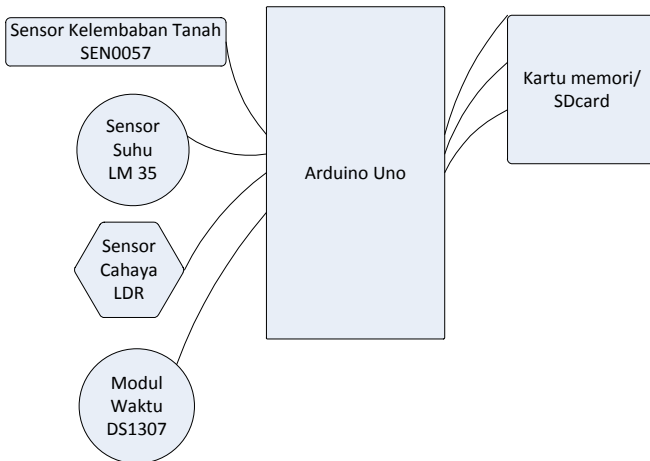 Sensor Kelembaban Tanah
SEN0057
Sensor
Suhu
LM 35
Sensor
Cahaya
LDR
Modul
Waktu
DS1307
Arduino Uno
Kartu memori/
SDcard